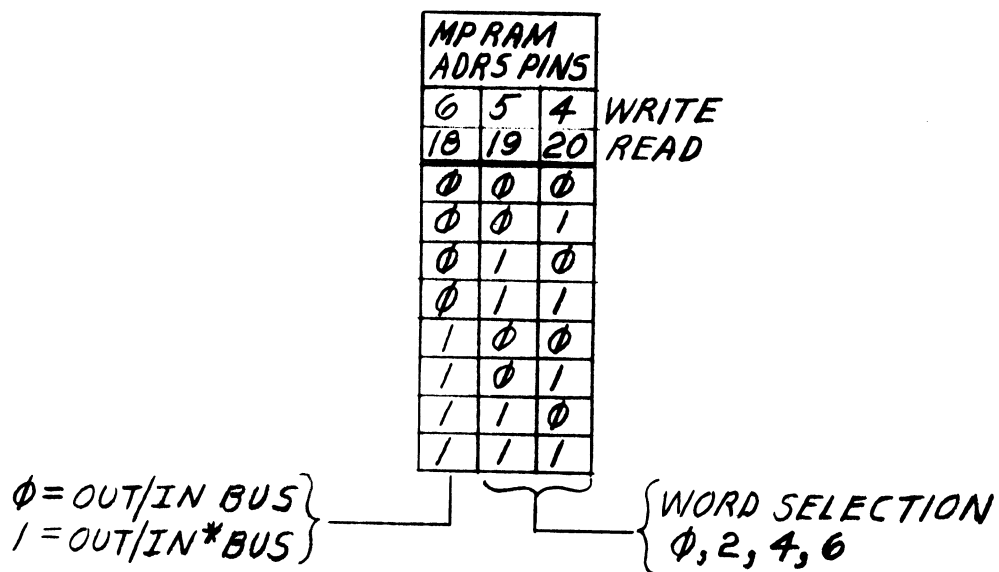 MP RAM
ADRS PINS
6 5 4 WRITE
18 19 20 READ
φ φ φ
φ φ 1
φ 1 φ
φ 1 1
1 φ φ
1 φ 1
1 1 φ
1 1 1
φ = OUT/IN BUS
1 = OUT/IN* BUS
WORD SELECTION
φ, 2, 4, 6